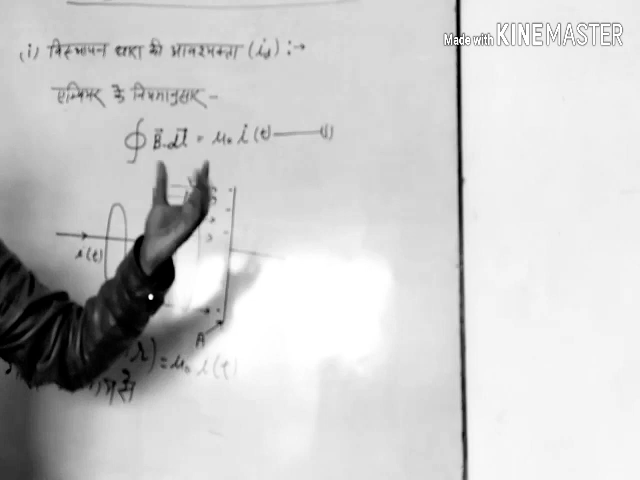 Made with KINEMASTER
(i) विस्थापन धारा की आवश्यकता (id) :→
एम्पियर के नियमानुसार -
∮ B⃗.dl⃗ = μ₀ i(t) ——(1)
i(t)
A
= μ₀ i(t)